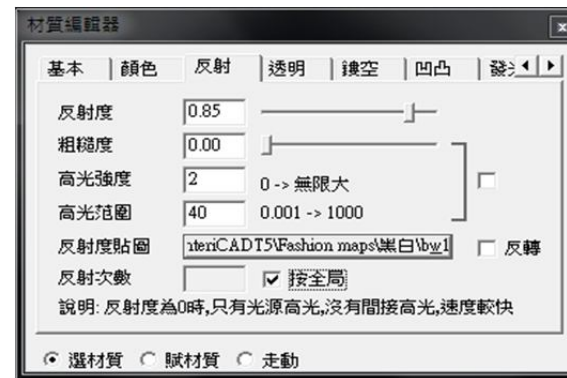 材質編輯器
基本 顏色 反射 透明 鏤空 凹凸
反射度 0.85
粗糙度 0.00
高光強度 2 0 -> 無限大
高光范圍 40 0.001 -> 1000
反射度貼圖 iteriCADT5\Fashion maps\黑白\bw1 反轉
反射次數 按全局
說明: 反射度為0時,只有光源高光,沒有間接高光,速度較快
選材質 賦材質 走動